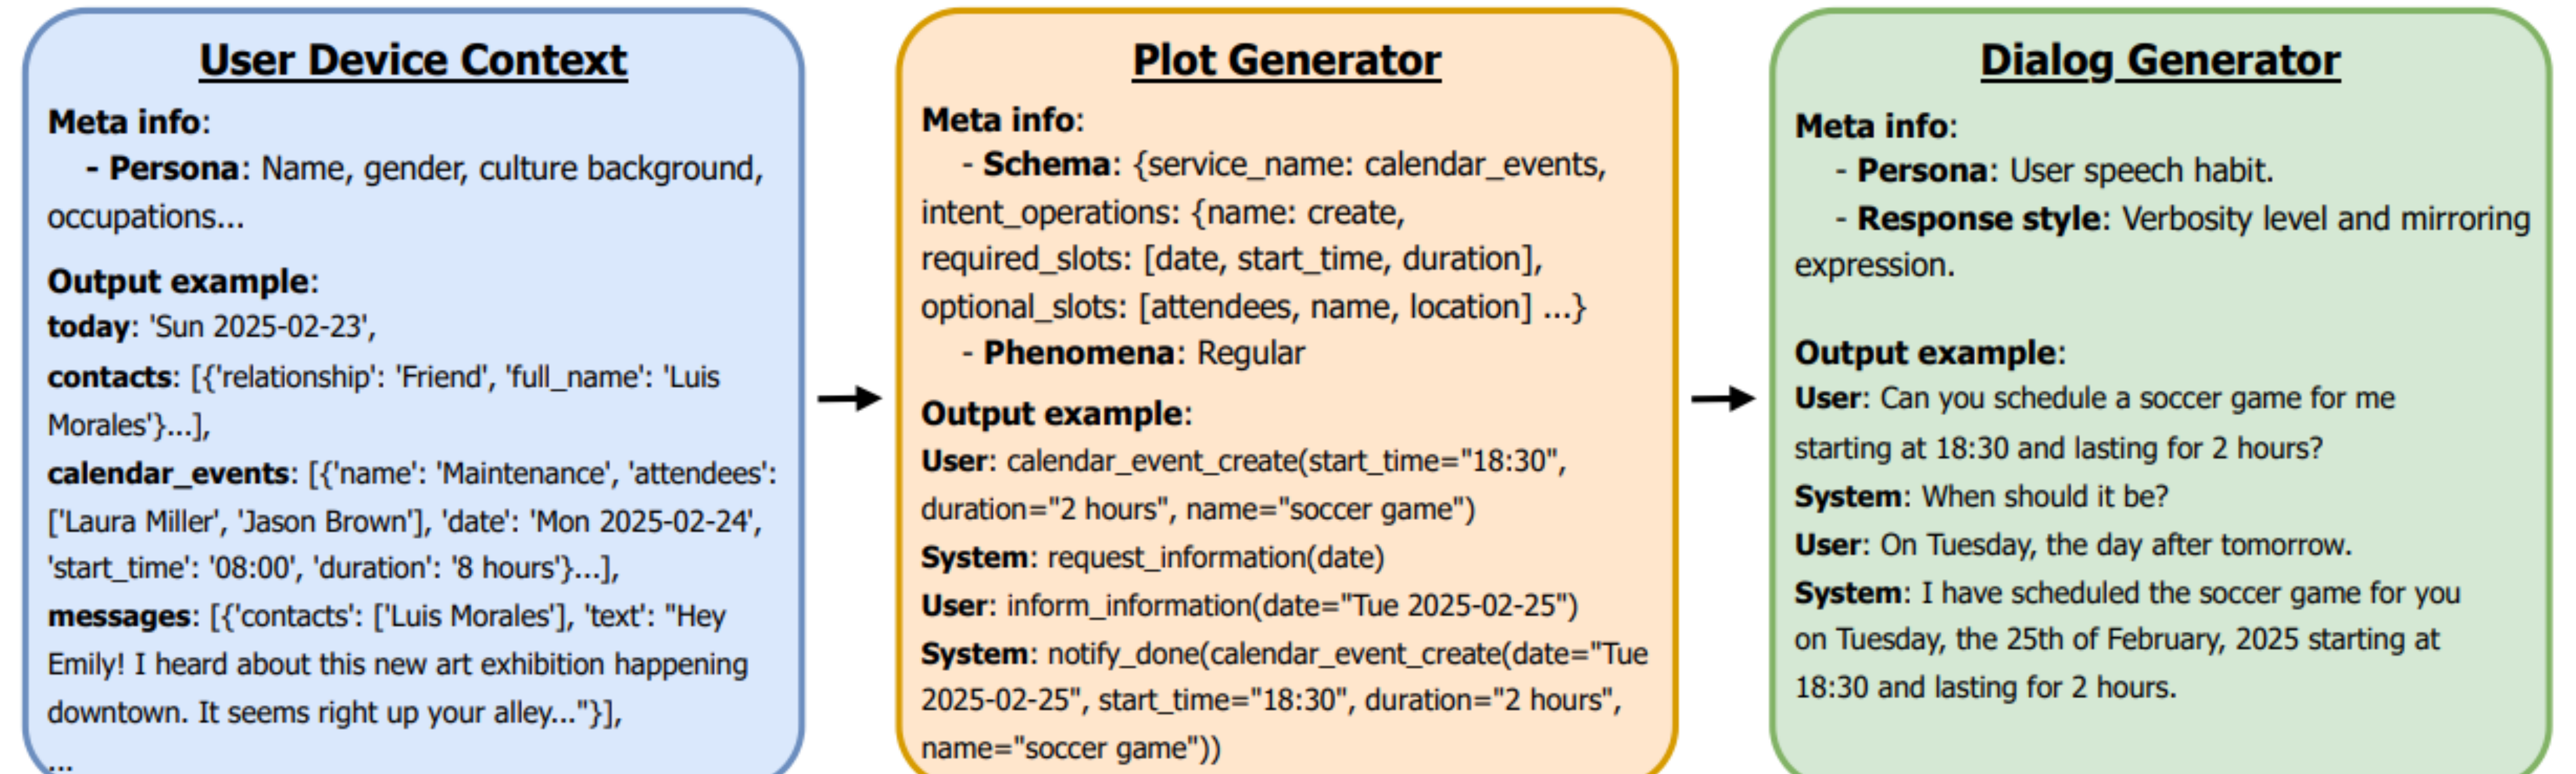 User Device Context
Meta info:
- Persona: Name, gender, culture background,
occupations...
Output example:
today: 'Sun 2025-02-23',
contacts: [{'relationship': 'Friend', 'full_name': 'Luis
Morales'}...],
calendar_events: [{'name': 'Maintenance', 'attendees':
['Laura Miller', 'Jason Brown'], 'date': 'Mon 2025-02-24',
'start_time': '08:00', 'duration': '8 hours'}...],
messages: [{'contacts': ['Luis Morales'], 'text': "Hey
Emily! I heard about this new art exhibition happening
downtown. It seems right up your alley..."}],
...
Plot Generator
Meta info:
- Schema: {service_name: calendar_events,
intent_operations: {name: create,
required_slots: [date, start_time, duration],
optional_slots: [attendees, name, location] ...}
- Phenomena: Regular
Output example:
User: calendar_event_create(start_time="18:30",
duration="2 hours", name="soccer game")
System: request_information(date)
User: inform_information(date="Tue 2025-02-25")
System: notify_done(calendar_event_create(date="Tue
2025-02-25", start_time="18:30", duration="2 hours",
name="soccer game"))
Dialog Generator
Meta info:
- Persona: User speech habit.
- Response style: Verbosity level and mirroring
expression.
Output example:
User: Can you schedule a soccer game for me
starting at 18:30 and lasting for 2 hours?
System: When should it be?
User: On Tuesday, the day after tomorrow.
System: I have scheduled the soccer game for you
on Tuesday, the 25th of February, 2025 starting at
18:30 and lasting for 2 hours.